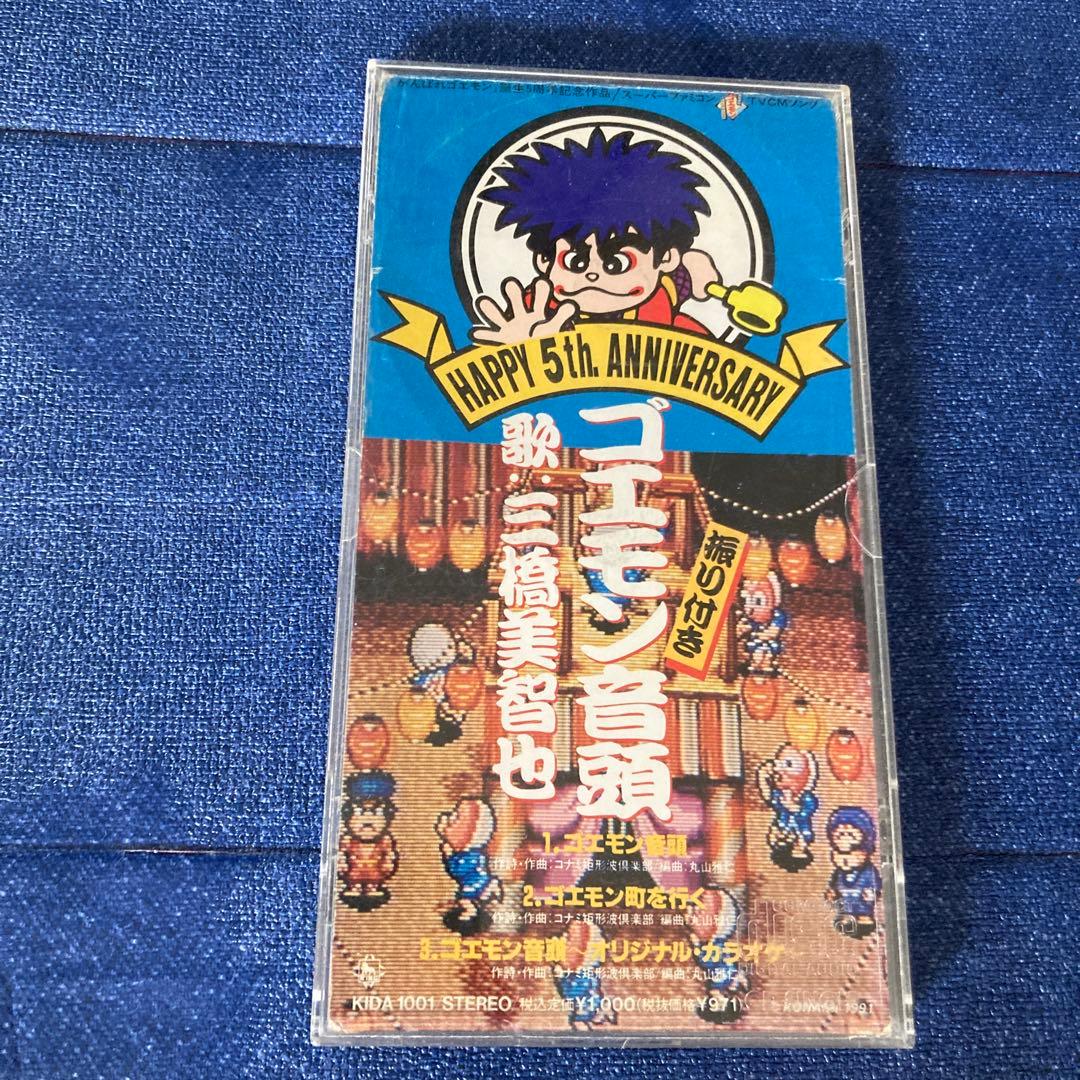 がんばれゴエモン誕生5周年記念作品/スーパーファミコン TVCMソング
HAPPY 5th. ANNIVERSARY
ゴエモン音頭
振り付き
歌:三橋美智也
1.ゴエモン音頭
作詩・作曲:コナミ矩形波倶楽部/編曲:丸山雅仁
2.ゴエモン町を行く
作詩・作曲:コナミ矩形波倶楽部 編曲:丸山雅仁
3.ゴエモン音頭 オリジナル・カラオケ
作詩・作曲:コナミ矩形波倶楽部/編曲:丸山雅仁
KIDA 1001 STEREO 税込定価¥1,000(税抜価格¥971)
KONAMI 1991